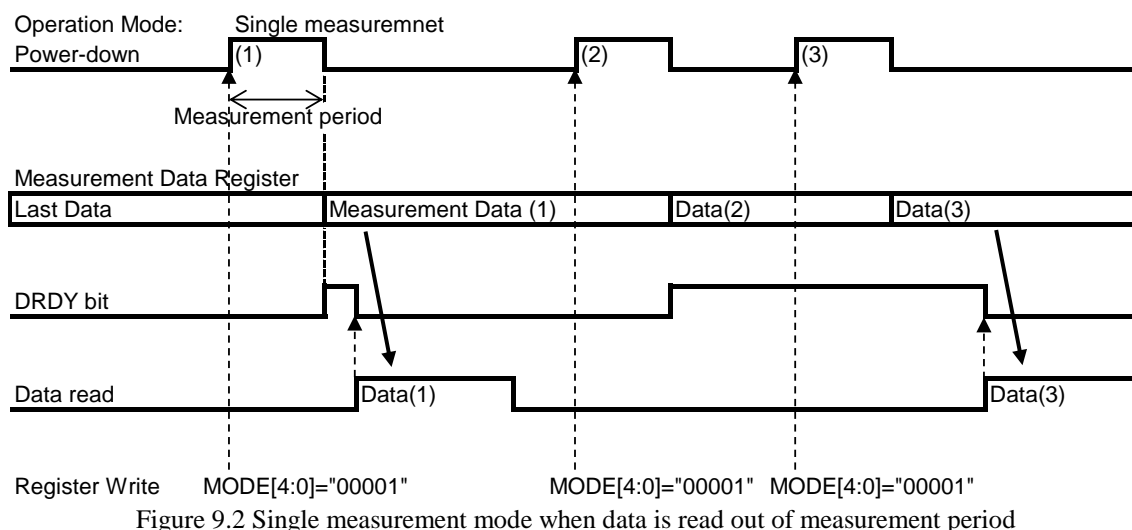 Operation Mode: Single measuremnet
Power-down
(1) (2) (3)
Measurement period
Measurement Data Register
Last Data Measurement Data (1) Data(2) Data(3)
DRDY bit
Data read Data(1) Data(3)
Register Write MODE[4:0]="00001" MODE[4:0]="00001" MODE[4:0]="00001"
Figure 9.2 Single measurement mode when data is read out of measurement period